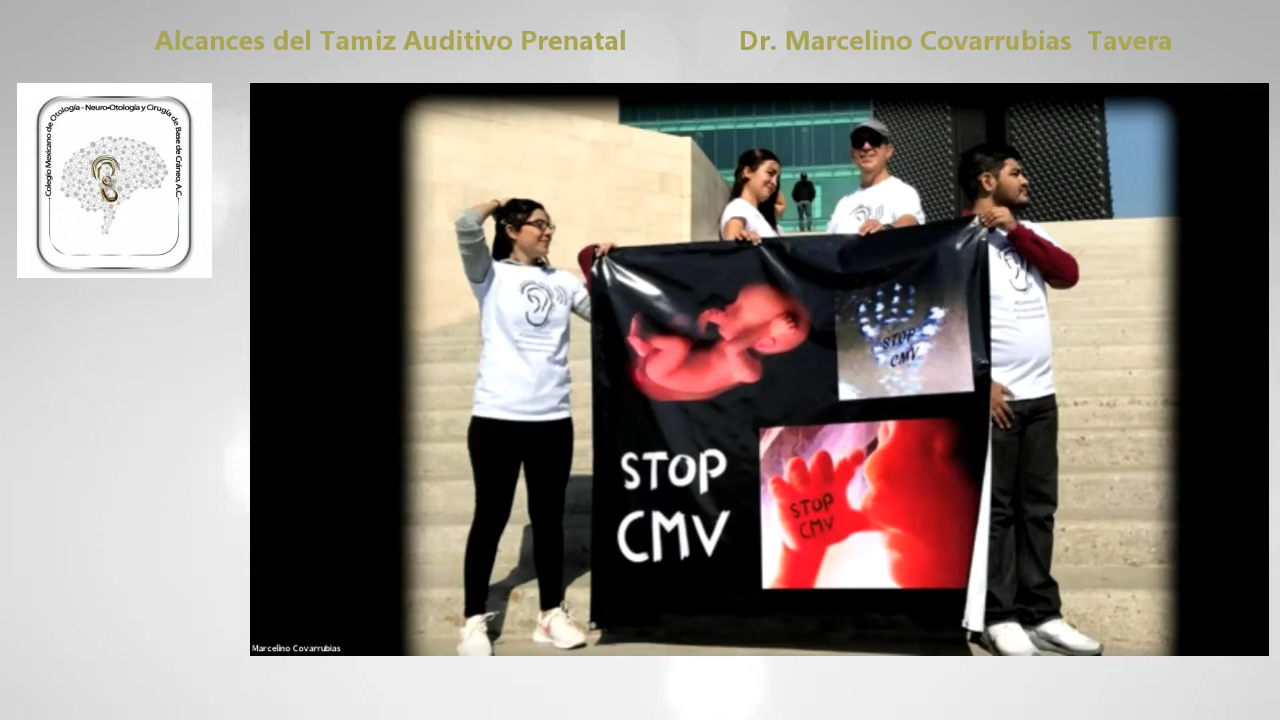 Alcances del Tamiz Auditivo Prenatal
Dr. Marcelino Covarrubias Tavera
Colegio Mexicano de Otología - Neuro-Otología y Cirugía de Base de Cráneo, A.C.
STOP
CMV
STOP
CMV
STOP
CMV
Marcelino Covarrubias